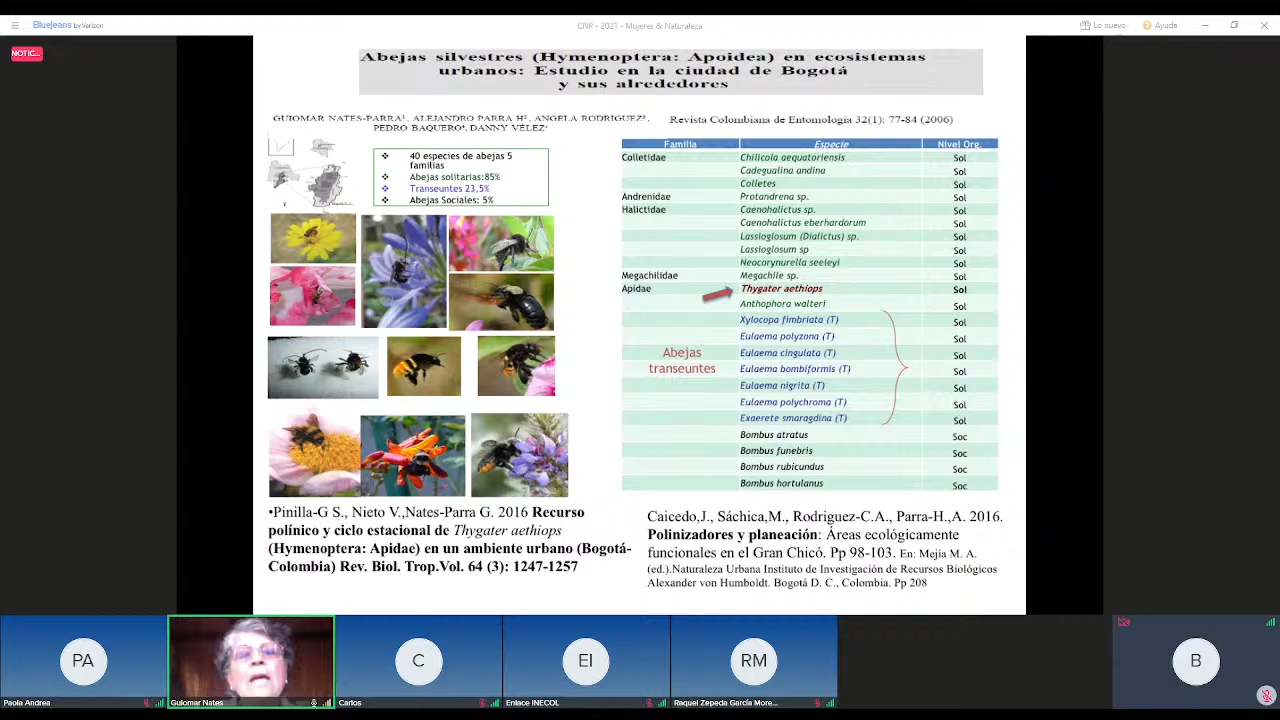 Bluejeans by Verizon
CNP - 2021 - Mujeres & Naturaleza
Lo nuevo
Ayuda
NOTIC...
Abejas silvestres (Hymenoptera: Apoidea) en ecosistemas
urbanos: Estudio en la ciudad de Bogotá
y sus alrededores
GUIOMAR NATES-PARRA¹, ALEJANDRO PARRA H², ANGELA RODRÍGUEZ³,
PEDRO BAQUERO⁴, DANNY VÉLEZ⁴
Revista Colombiana de Entomología 32(1): 77-84 (2006)
❖ 40 especies de abejas 5
familias
❖ Abejas solitarias:85%
❖ Transeuntes 23,5%
❖ Abejas Sociales: 5%
Familia Especie Nivel Org.
Colletidae Chilicola aequatoriensis Sol
Cadegualina andina Sol
Colletes Sol
Andrenidae Protandrena sp. Sol
Halictidae Caenohalictus sp. Sol
Caenohalictus eberhardorum Sol
Lassioglosum (Dialictus) sp. Sol
Lassioglosum sp Sol
Neocorynurella seeleyi Sol
Megachilidae Megachile sp. Sol
Apidae Thygater aethiops Sol
Anthophora walteri Sol
Xylocopa fimbriata (T) Sol
Eulaema polyzona (T) Sol
Abejas
transeuntes
Eulaema cingulata (T) Sol
Eulaema bombiformis (T) Sol
Eulaema nigrita (T) Sol
Eulaema polychroma (T) Sol
Exaerete smaragdina (T) Sol
Bombus atratus Soc
Bombus funebris Soc
Bombus rubicundus Soc
Bombus hortulanus Soc
•Pinilla-G S., Nieto V.,Nates-Parra G. 2016 Recurso
polínico y ciclo estacional de Thygater aethiops
(Hymenoptera: Apidae) en un ambiente urbano (Bogotá-
Colombia) Rev. Biol. Trop.Vol. 64 (3): 1247-1257
Caicedo,J., Sáchica,M., Rodriguez-C.A., Parra-H.,A. 2016.
Polinizadores y planeación: Áreas ecológicamente
funcionales en el Gran Chicó. Pp 98-103. En: Mejía M. A.
(ed.).Naturaleza Urbana Instituto de Investigación de Recursos Biológicos
Alexander von Humboldt. Bogotá D. C., Colombia. Pp 208
PA
C
EI
RM
B
Paola Andrea
Guiomar Nates
Carlos
Enlace INECOL
Raquel Zepeda García More...